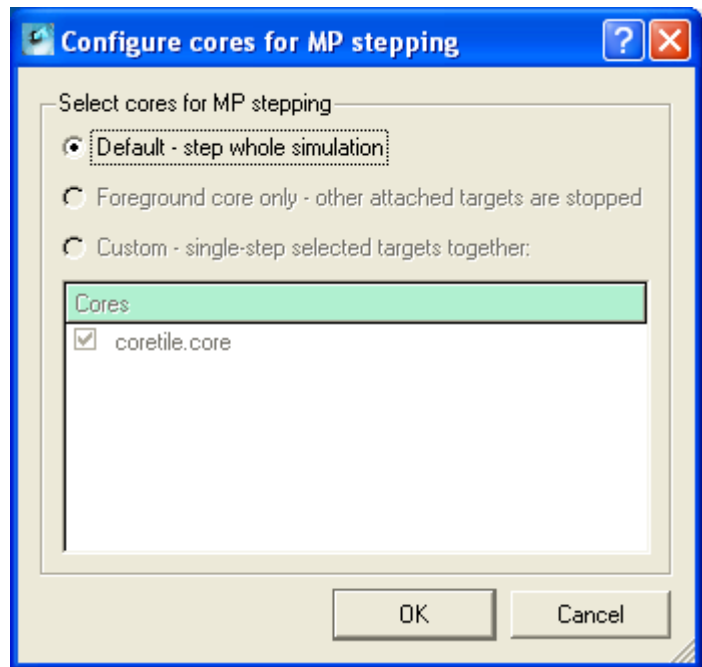 Configure cores for MP stepping
Select cores for MP stepping
Default - step whole simulation
Foreground core only - other attached targets are stopped
Custom - single-step selected targets together:
Cores
coretile.core
OK
Cancel